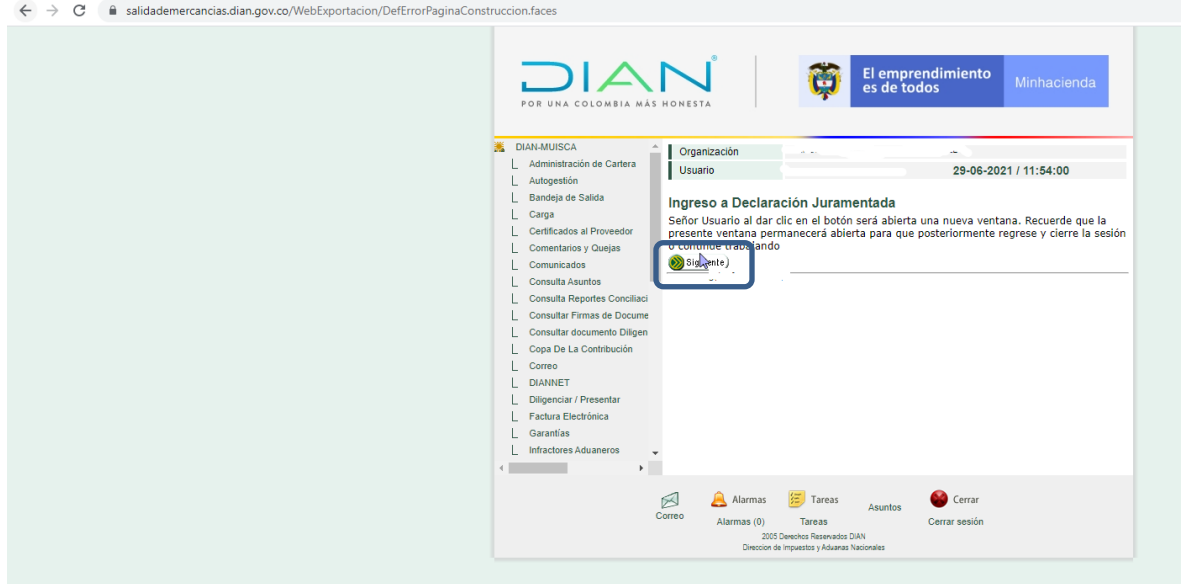 salidademercancias.dian.gov.co/WebExportacion/DefErrorPaginaConstruccion.faces
DIAN
POR UNA COLOMBIA MÁS HONESTA
El emprendimiento
es de todos
Minhacienda
DIAN-MUISCA
Administración de Cartera
Autogestión
Bandeja de Salida
Carga
Certificados al Proveedor
Comentarios y Quejas
Comunicados
Consulta Asuntos
Consulta Reportes Conciliaci
Consultar Firmas de Docume
Consultar documento Diligen
Copa De La Contribución
Correo
DIANNET
Diligenciar / Presentar
Factura Electrónica
Garantías
Infractores Aduaneros
Organización
Usuario
29-06-2021 / 11:54:00
Ingreso a Declaración Juramentada
Señor Usuario al dar clic en el botón será abierta una nueva ventana. Recuerde que la
presente ventana permanecerá abierta para que posteriormente regrese y cierre la sesión
o continue trabajando
Siguiente
Correo
Alarmas
Alarmas (0)
Tareas
Tareas
Asuntos
Cerrar
Cerrar sesión
2005 Derechos Reservados DIAN
Direccion de Impuestos y Aduanas Nacionales